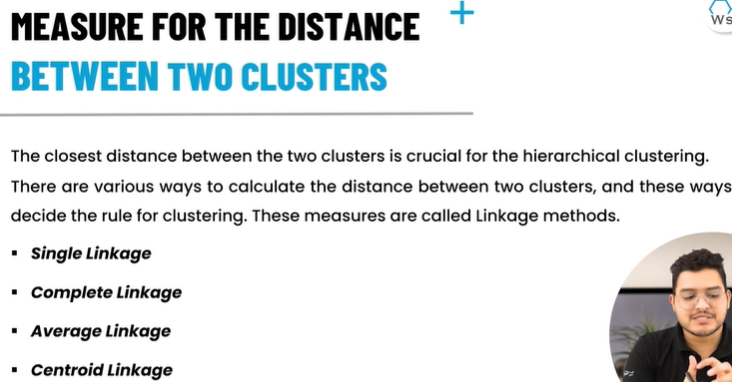 MEASURE FOR THE DISTANCE
BETWEEN TWO CLUSTERS
Ws
The closest distance between the two clusters is crucial for the hierarchical clustering.
There are various ways to calculate the distance between two clusters, and these ways
decide the rule for clustering. These measures are called Linkage methods.
▪ Single Linkage
▪ Complete Linkage
▪ Average Linkage
▪ Centroid Linkage